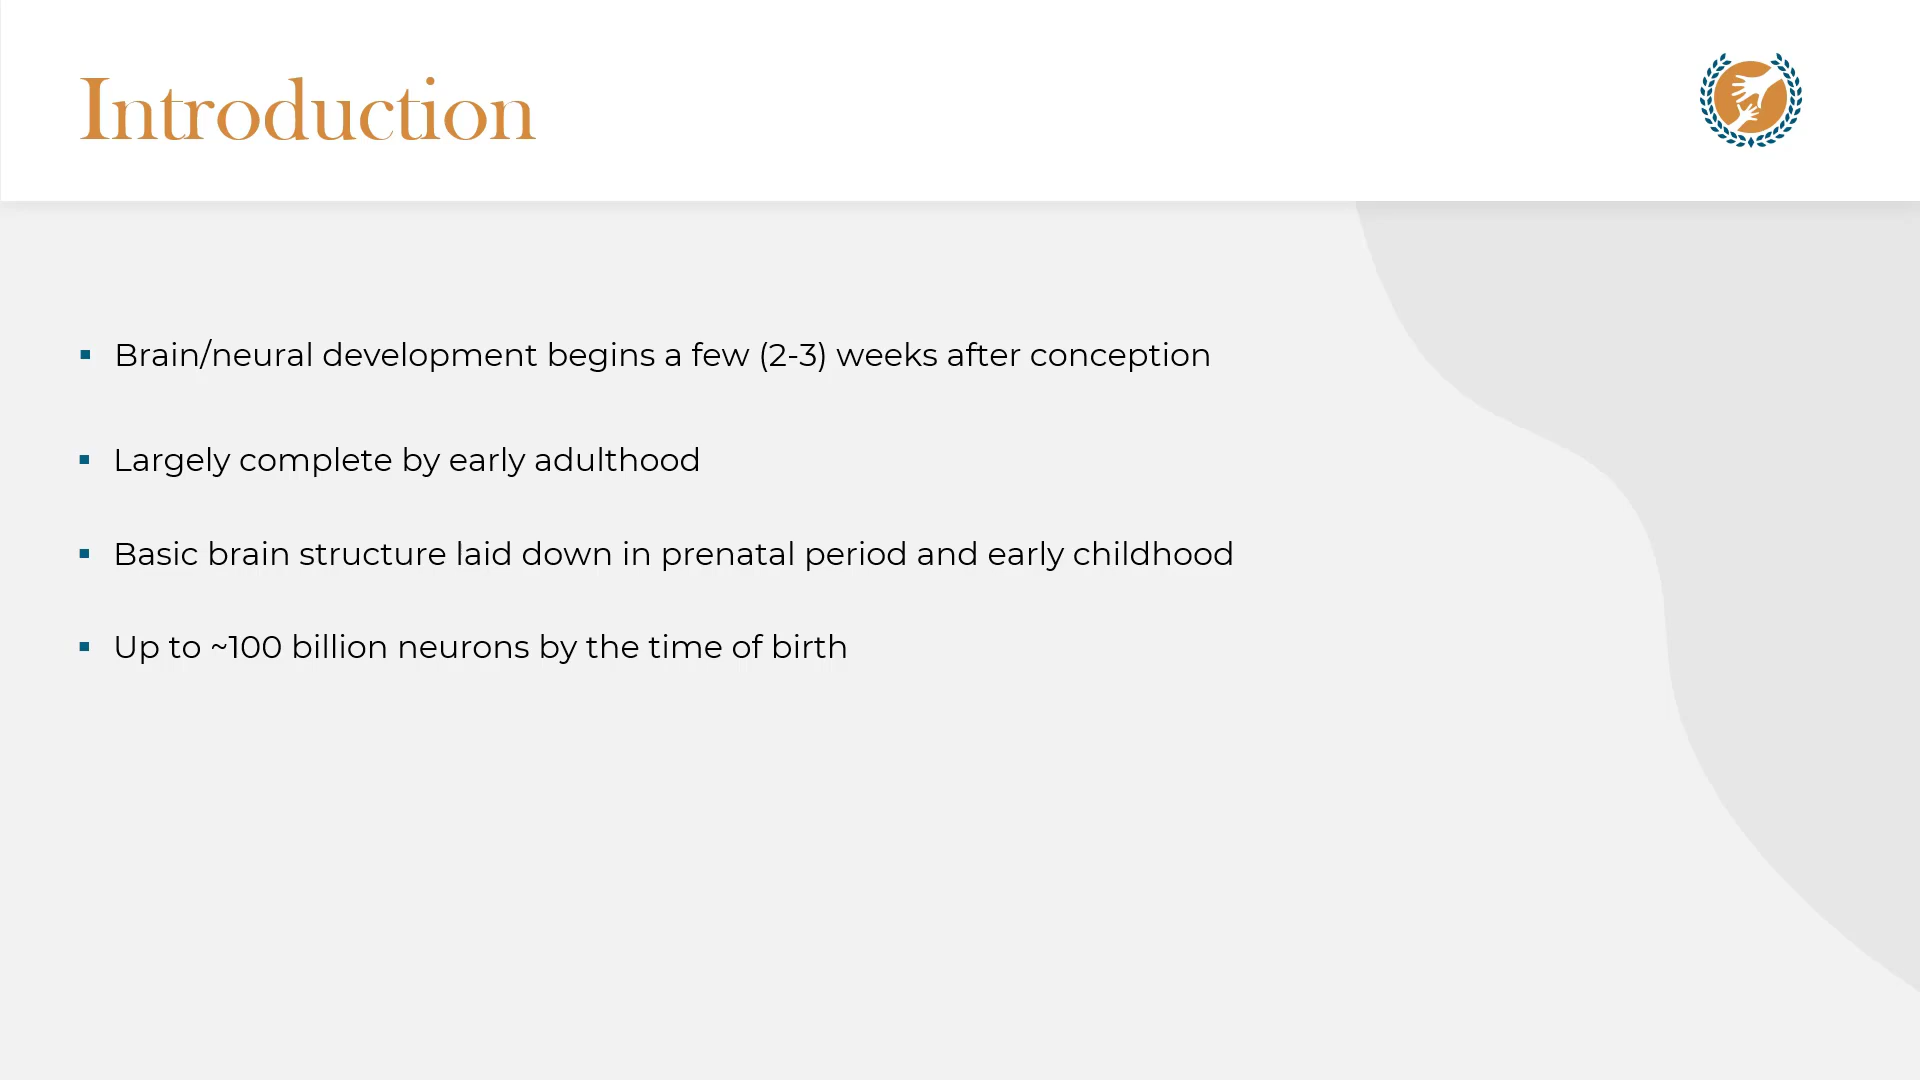 Introduction
▪ Brain/neural development begins a few (2-3) weeks after conception
▪ Largely complete by early adulthood
▪ Basic brain structure laid down in prenatal period and early childhood
▪ Up to ~100 billion neurons by the time of birth